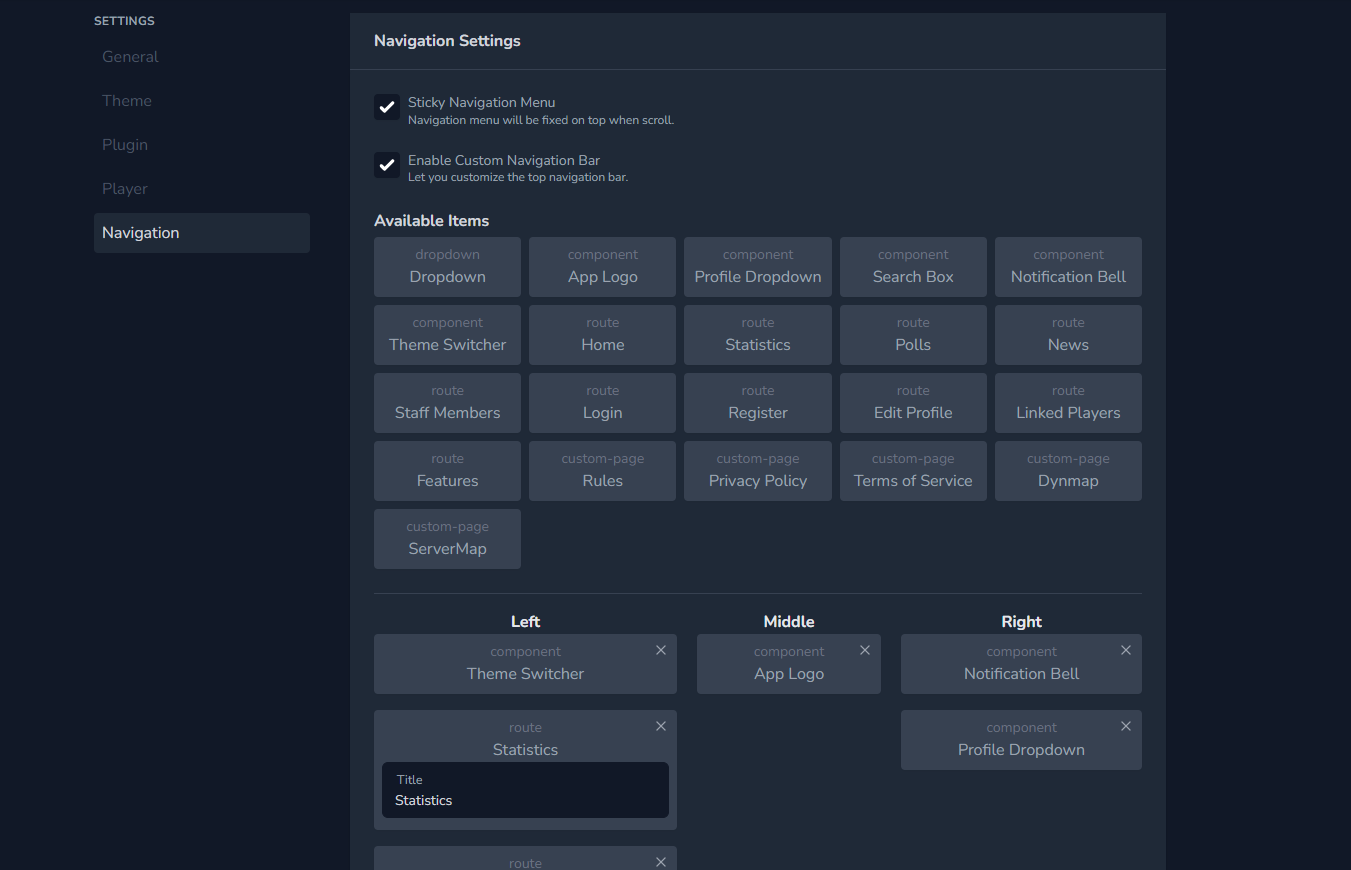 SETTINGS
General
Theme
Plugin
Player
Navigation
Navigation Settings
Sticky Navigation Menu
Navigation menu will be fixed on top when scroll.
Enable Custom Navigation Bar
Let you customize the top navigation bar.
Available Items
dropdown
Dropdown
component
App Logo
component
Profile Dropdown
component
Search Box
component
Notification Bell
component
Theme Switcher
route
Home
route
Statistics
route
Polls
route
News
route
Staff Members
route
Login
route
Register
route
Edit Profile
route
Linked Players
route
Features
custom-page
Rules
custom-page
Privacy Policy
custom-page
Terms of Service
custom-page
Dynmap
custom-page
ServerMap
Left
component
Theme Switcher
route
Statistics
Title
Statistics
route
Middle
component
App Logo
Right
component
Notification Bell
component
Profile Dropdown